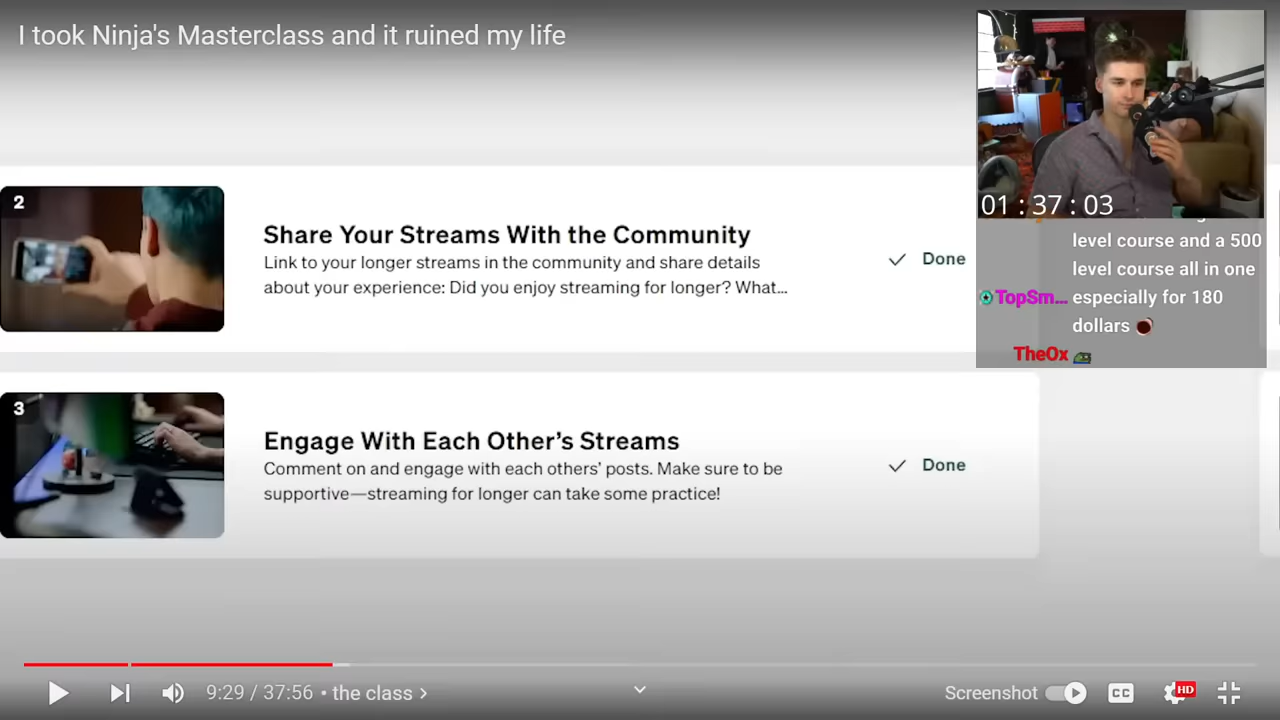 I took Ninja's Masterclass and it ruined my life
01 : 37 : 03
level course and a 500
level course all in one
TopSm... especially for 180
dollars
TheOx
2
Share Your Streams With the Community
Link to your longer streams in the community and share details
about your experience: Did you enjoy streaming for longer? What...
Done
3
Engage With Each Other's Streams
Comment on and engage with each others' posts. Make sure to be
supportive—streaming for longer can take some practice!
Done
9:29 / 37:56 • the class ›
Screenshot
CC
HD